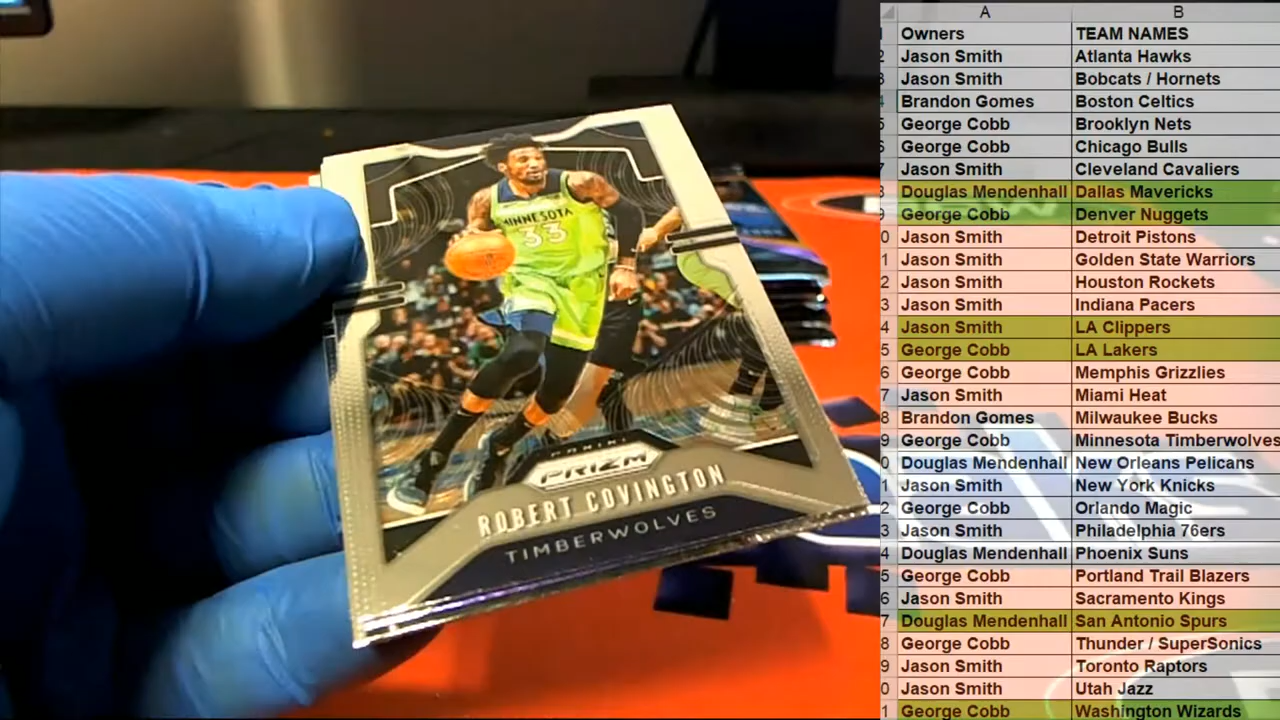 MINNESOTA
33
PANINI
PRIZM
ROBERT COVINGTON
TIMBERWOLVES
A B
Owners TEAM NAMES
Jason Smith Atlanta Hawks
Jason Smith Bobcats / Hornets
Brandon Gomes Boston Celtics
George Cobb Brooklyn Nets
George Cobb Chicago Bulls
Jason Smith Cleveland Cavaliers
Douglas Mendenhall Dallas Mavericks
George Cobb Denver Nuggets
Jason Smith Detroit Pistons
Jason Smith Golden State Warriors
Jason Smith Houston Rockets
Jason Smith Indiana Pacers
Jason Smith LA Clippers
George Cobb LA Lakers
George Cobb Memphis Grizzlies
Jason Smith Miami Heat
Brandon Gomes Milwaukee Bucks
George Cobb Minnesota Timberwolves
Douglas Mendenhall New Orleans Pelicans
Jason Smith New York Knicks
George Cobb Orlando Magic
Jason Smith Philadelphia 76ers
Douglas Mendenhall Phoenix Suns
George Cobb Portland Trail Blazers
Jason Smith Sacramento Kings
Douglas Mendenhall San Antonio Spurs
George Cobb Thunder / SuperSonics
Jason Smith Toronto Raptors
Jason Smith Utah Jazz
George Cobb Washington Wizards